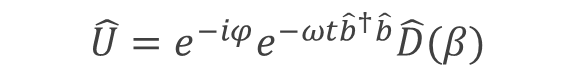 Û = e^{-iφ} e^{-ωt b̂†b̂} D̂(β)